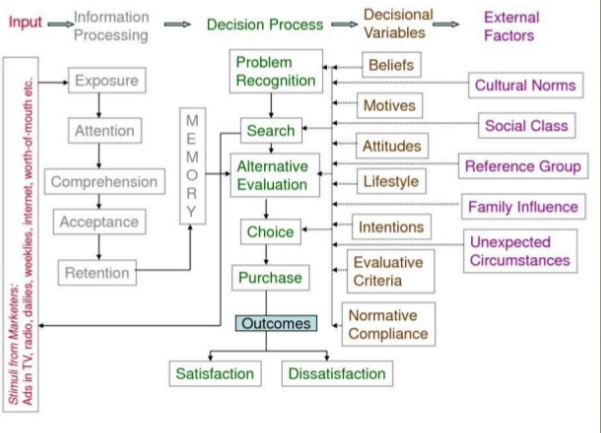 Input
Information
Processing
Decision Process
Decisional
Variables
External
Factors
Stimuli from Marketers:
Ads in TV, radio, dailies, weeklies, internet, worth-of-mouth etc.
Exposure
Attention
Comprehension
Acceptance
Retention
MEMORY
Problem
Recognition
Search
Alternative
Evaluation
Choice
Purchase
Outcomes
Satisfaction
Dissatisfaction
Beliefs
Motives
Attitudes
Lifestyle
Intentions
Evaluative
Criteria
Normative
Compliance
Cultural Norms
Social Class
Reference Group
Family Influence
Unexpected
Circumstances